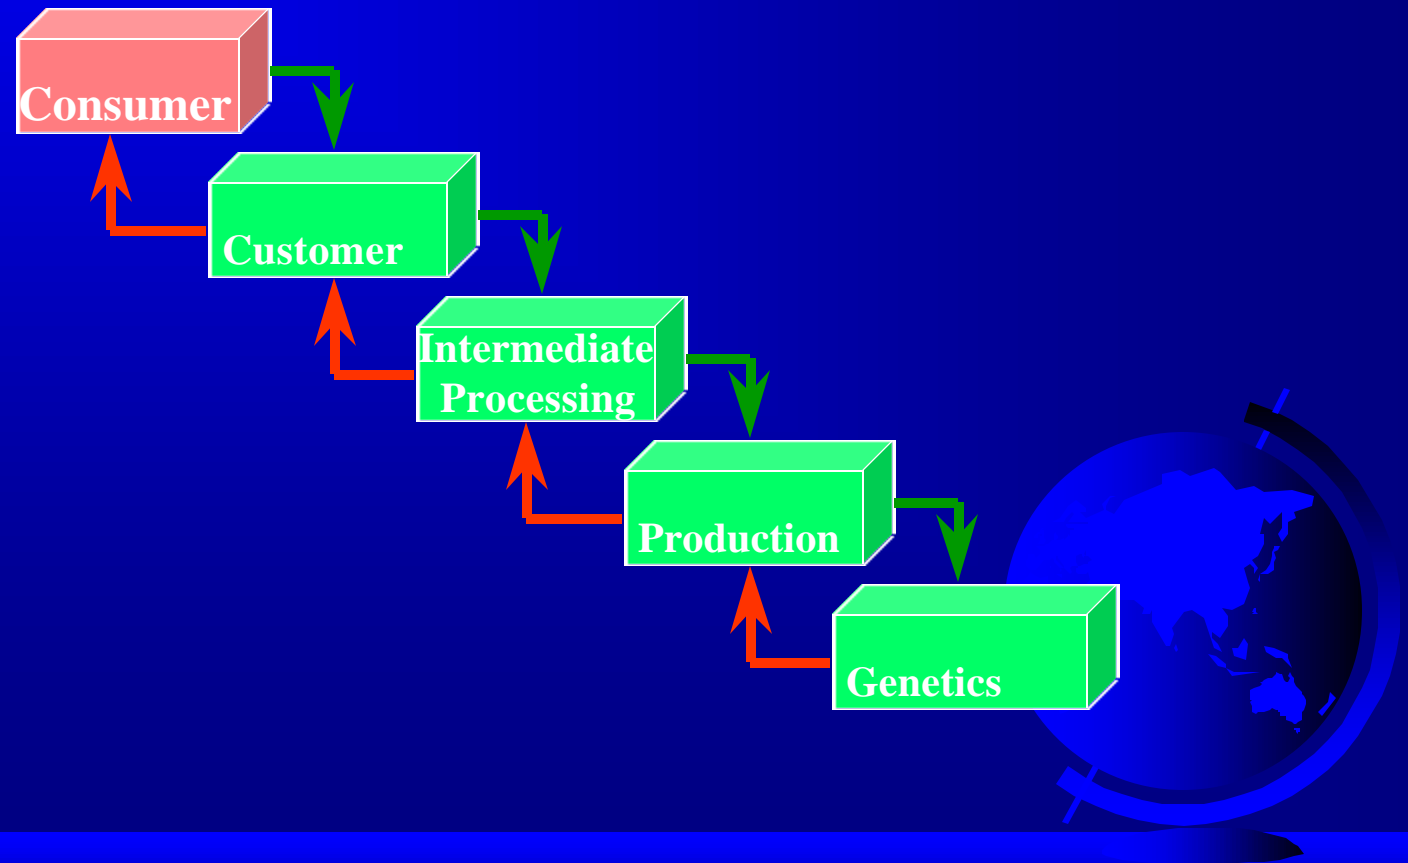 Consumer
Customer
Intermediate
Processing
Production
Genetics